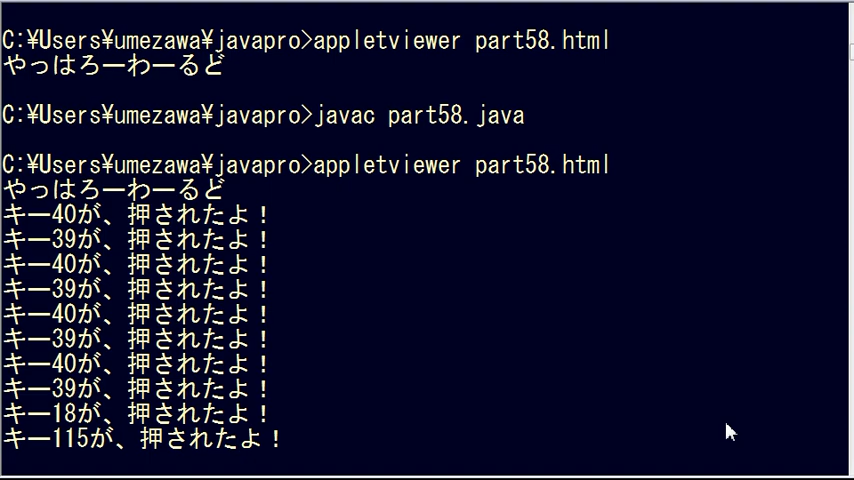 C:¥Users¥umezawa¥javapro>appletviewer part58.html
やっはろーわーるど
C:¥Users¥umezawa¥javapro>javac part58.java
C:¥Users¥umezawa¥javapro>appletviewer part58.html
やっはろーわーるど
キー40が、押されたよ！
キー39が、押されたよ！
キー40が、押されたよ！
キー39が、押されたよ！
キー40が、押されたよ！
キー39が、押されたよ！
キー40が、押されたよ！
キー39が、押されたよ！
キー18が、押されたよ！
キー115が、押されたよ！